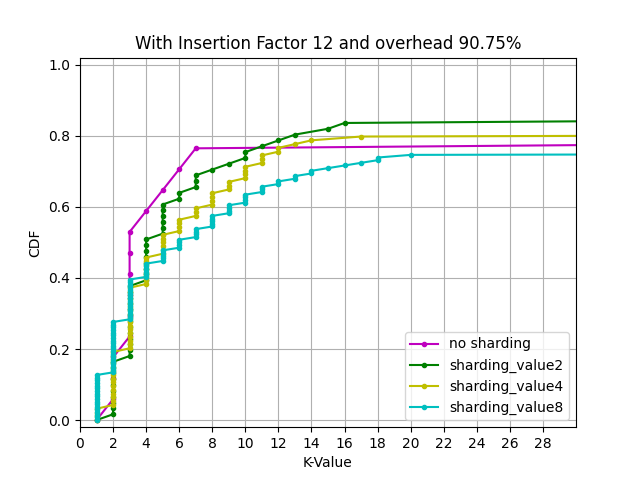 With Insertion Factor 12 and overhead 90.75%
1.0
0.8
0.6
0.4
0.2
0.0
CDF
0 2 4 6 8 10 12 14 16 18 20 22 24 26 28
K-Value
no sharding
sharding_value2
sharding_value4
sharding_value8